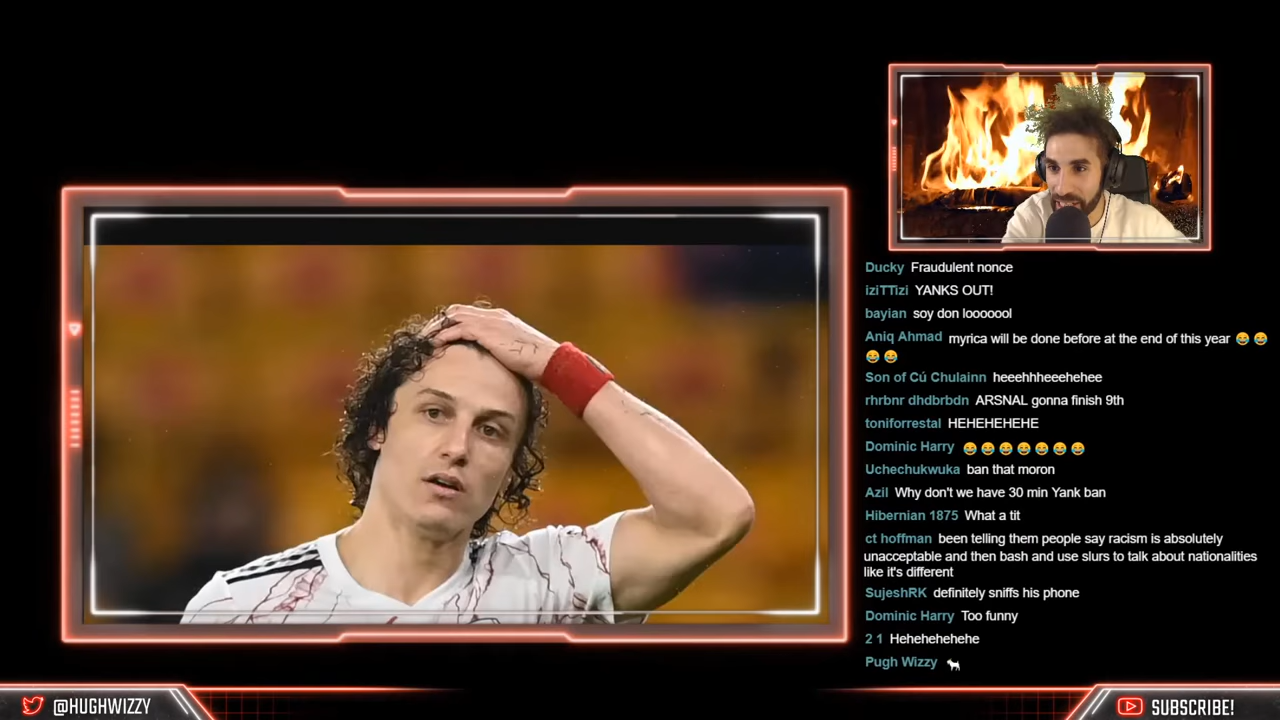 Ducky Fraudulent nonce
iziTTizi YANKS OUT!
bayian soy don looooool
Aniq Ahmad myrica will be done before at the end of this year 😂 😂
😂 😂
Son of Cú Chulainn heeehhheeehehee
rhrbnr dhdbrbdn ARSNAL gonna finish 9th
toniforrestal HEHEHEHEHE
Dominic Harry 😂 😂 😂 😂 😂 😂 😂
Uchechukwuka ban that moron
Azil Why don't we have 30 min Yank ban
Hibernian 1875 What a tit
ct hoffman been telling them people say racism is absolutely
unacceptable and then bash and use slurs to talk about nationalities
like it's different
SujeshRK definitely sniffs his phone
Dominic Harry Too funny
2 1 Hehehehehehe
Pugh Wizzy 🐐
@HUGHWIZZY
SUBSCRIBE!